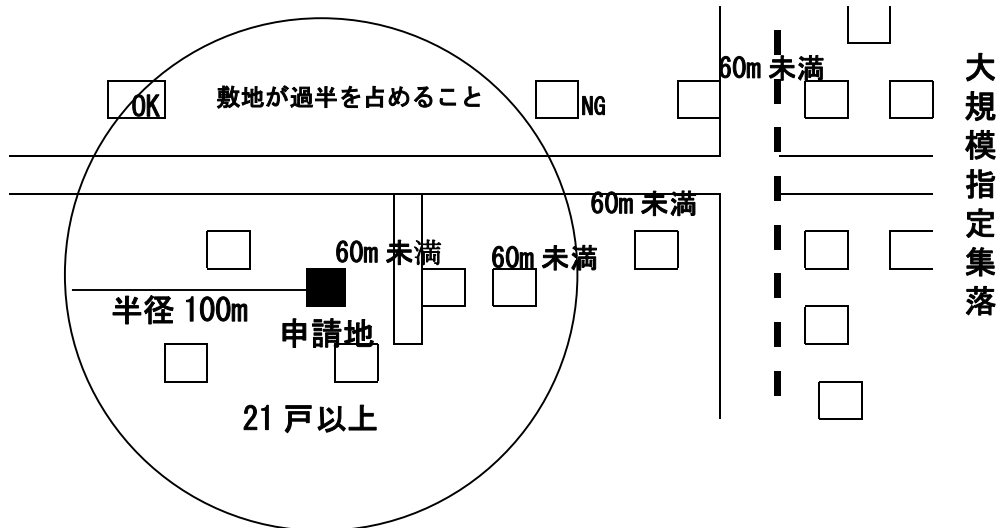 60m 未満
OK
敷地が過半を占めること
NG
大規模指定集落
60m 未満
60m 未満
60m 未満
半径 100m
申請地
21 戸以上